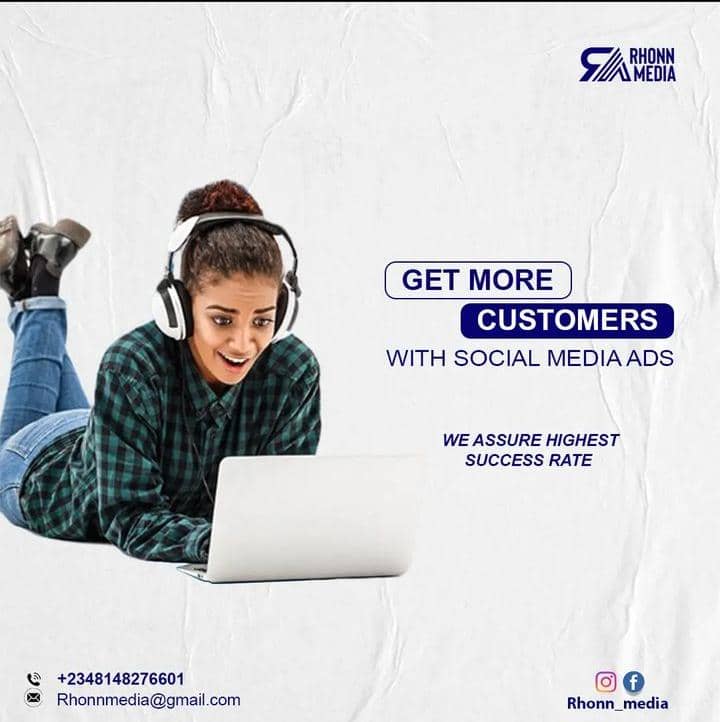 RHONN
MEDIA
GET MORE
CUSTOMERS
WITH SOCIAL MEDIA ADS
WE ASSURE HIGHEST
SUCCESS RATE
+2348148276601
Rhonnmedia@gmail.com
Rhonn_media